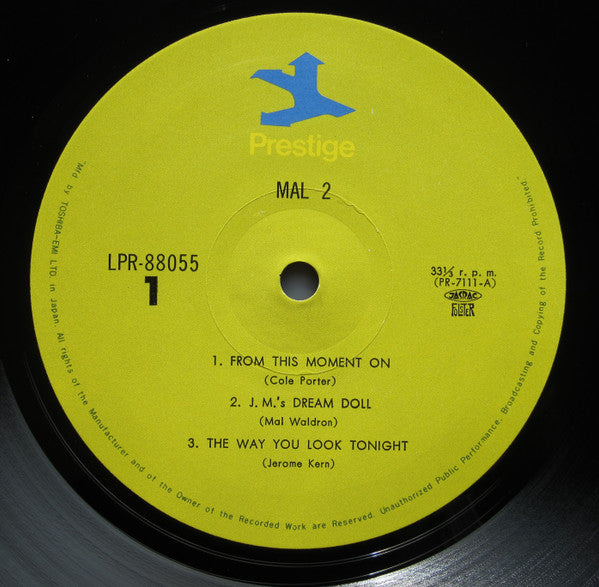 Prestige
MAL 2
LPR-88055
1
33⅓ r. p. m.
(PR-7111-A)
JASRAC
1. FROM THIS MOMENT ON
(Cole Porter)
2. J. M.'s DREAM DOLL
(Mal Waldron)
3. THE WAY YOU LOOK TONIGHT
(Jerome Kern)
"Mfd by TOSHIBA-EMI LTD. in Japan. All rights of the Manufacturer and of the Owner of the Recorded Work are Reserved. Unauthorized Public Performance, Broadcasting and Copying of the Record Prohibited."